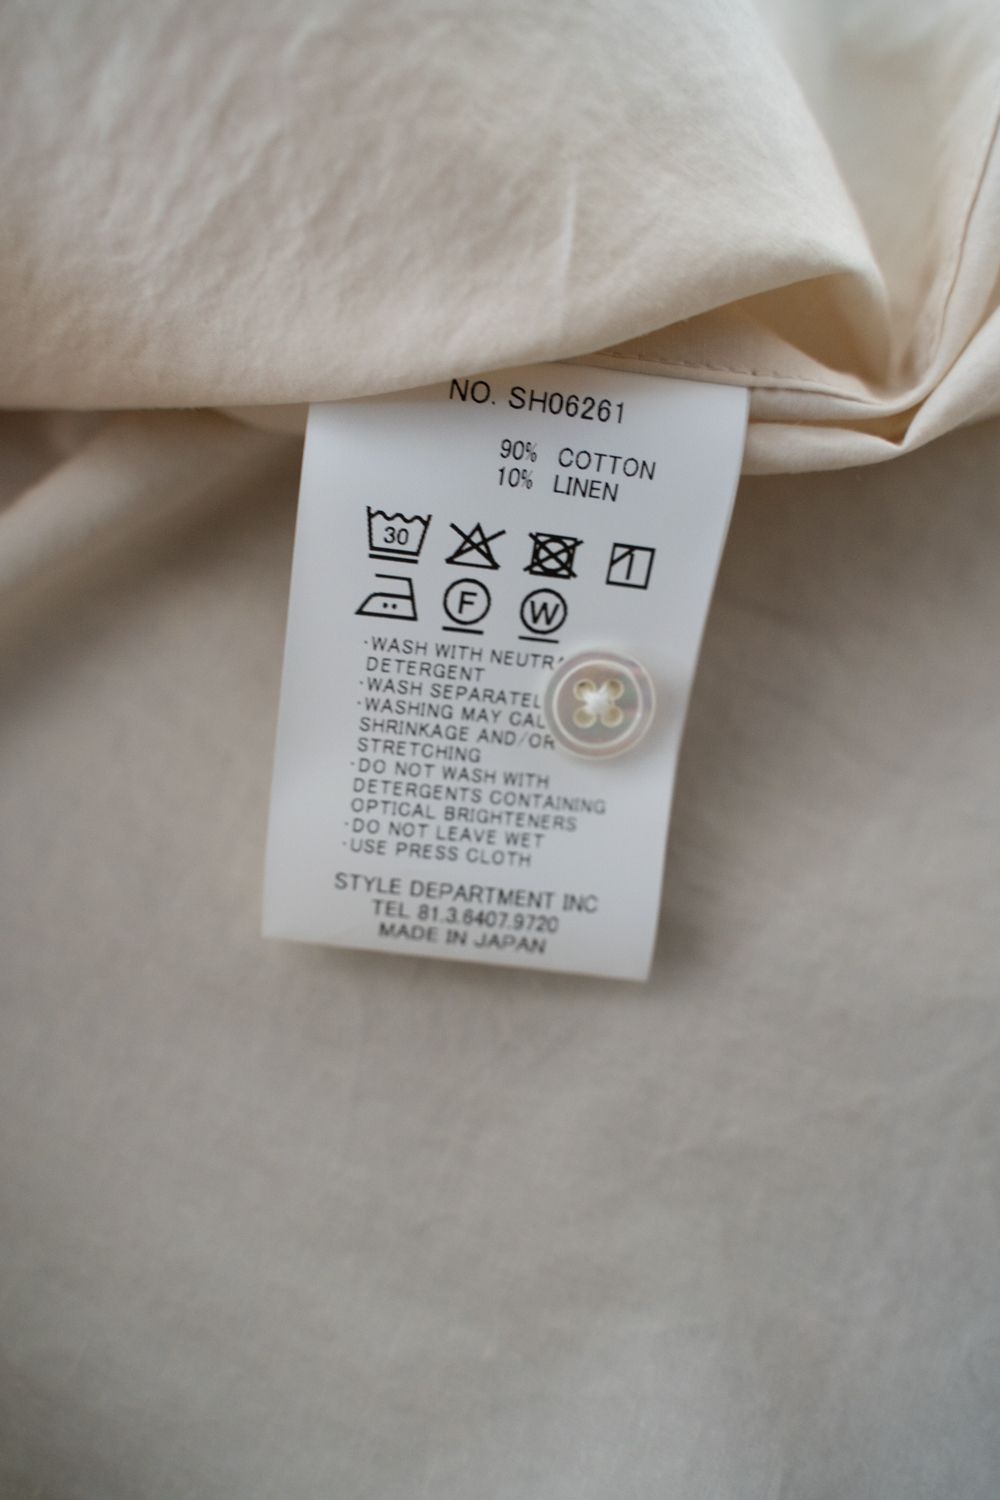 NO. SH06261
90% COTTON
10% LINEN
30
F W
·WASH WITH NEUTR
DETERGENT
·WASH SEPARATEL
·WASHING MAY CAU
SHRINKAGE AND/OR
STRETCHING
·DO NOT WASH WITH
DETERGENTS CONTAINING
OPTICAL BRIGHTENERS
·DO NOT LEAVE WET
·USE PRESS CLOTH
STYLE DEPARTMENT INC
TEL 81.3.6407.9720
MADE IN JAPAN